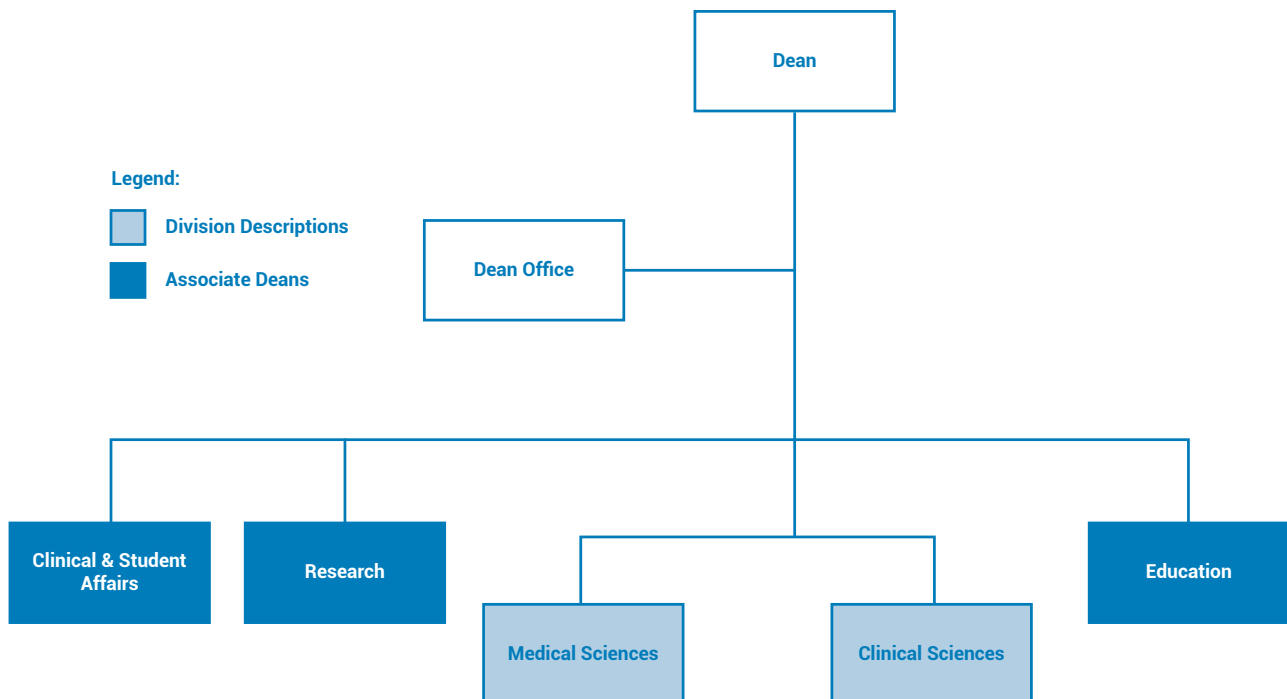 Dean
Legend:
Division Descriptions
Dean Office
Associate Deans
Clinical & Student
Affairs
Research
Education
Medical Sciences
Clinical Sciences